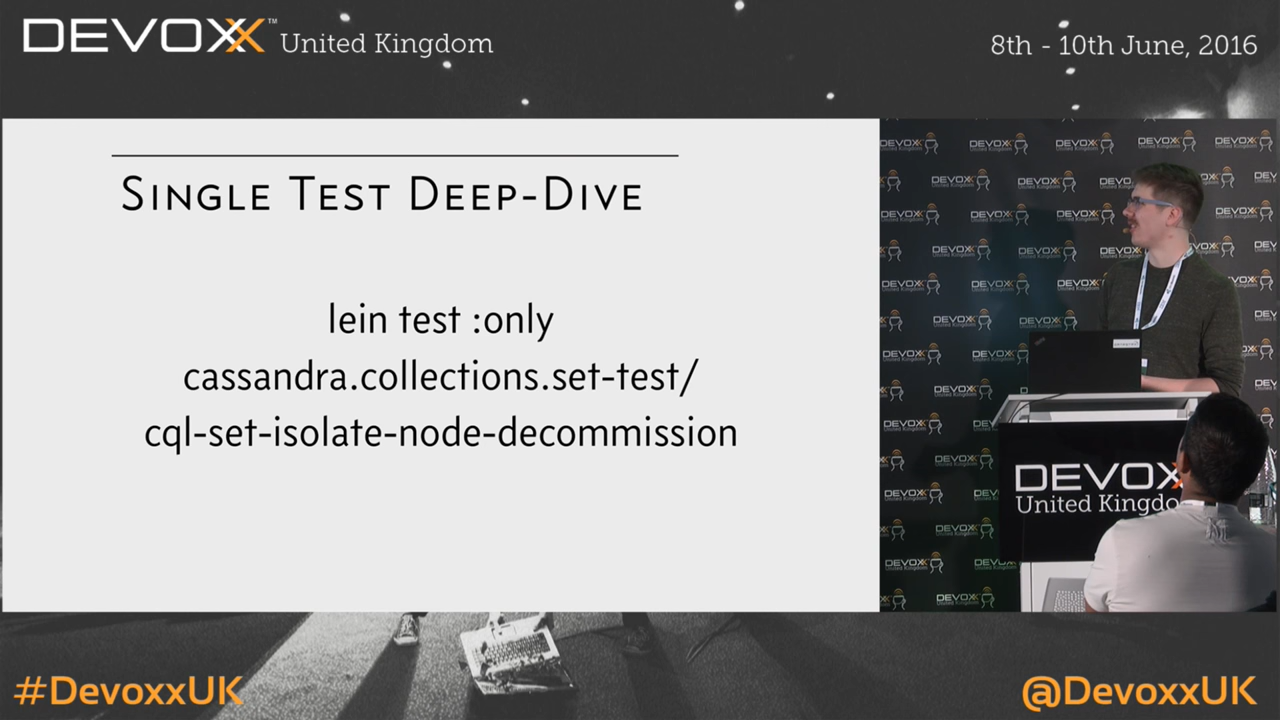 DEVOXX™ United Kingdom
8th - 10th June, 2016
SINGLE TEST DEEP-DIVE
lein test :only
cassandra.collections.set-test/
cql-set-isolate-node-decommission
DEVOXX
United Kingdo
#DevoxxUK
@DevoxxUK